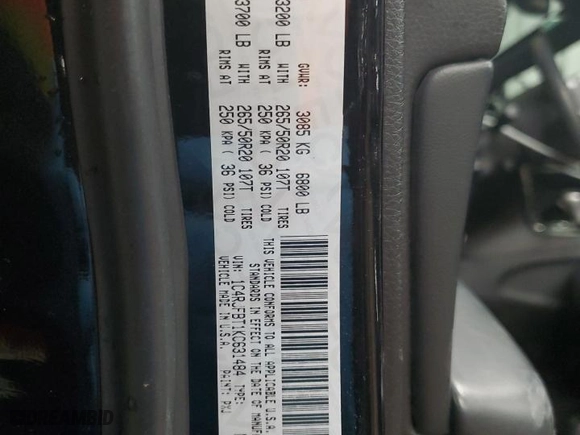 GVWR: 3085 KG 6800 LB
3200 LB WITH 265/50R20 107T TIRES
RIMS AT 250 KPA ( 36 PSI) COLD
3700 LB WITH 265/50R20 107T TIRES
RIMS AT 250 KPA ( 36 PSI) COLD
THIS VEHICLE CONFORMS TO ALL APPLICABLE U.S.A.
STANDARDS IN EFFECT ON THE DATE OF MANUF
VIN: 1C4RJFBT1KC631484 TYPE:
VEHICLE MADE IN U.S.A. PAINT: PXJ